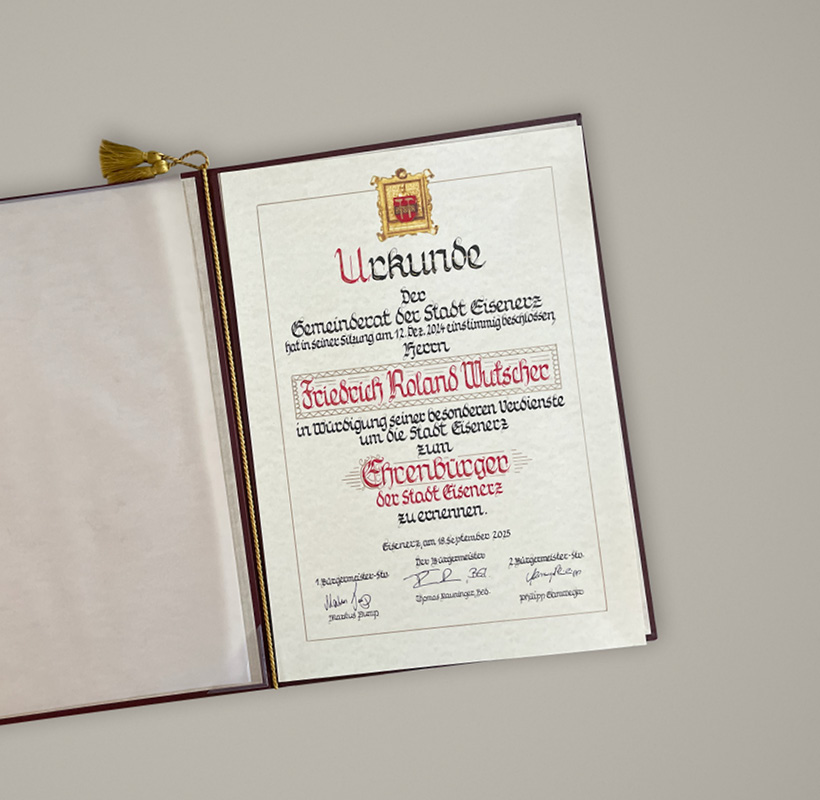 Urkunde
Der
Gemeinderat der Stadt Eisenerz
hat in seiner Sitzung am 12. Dez. 2024 einstimmig beschlossen,
Herrn
Friedrich Roland Wutscher
in Würdigung seiner besonderen Verdienste
um die Stadt Eisenerz
zum
Ehrenbürger
der Stadt Eisenerz
zu ernennen.
Eisenerz, am 18. September 2025
1. Bürgermeister-Stv. Der Bürgermeister 2. Bürgermeister-Stv.
Markus Thomas Rauninger, Philipp